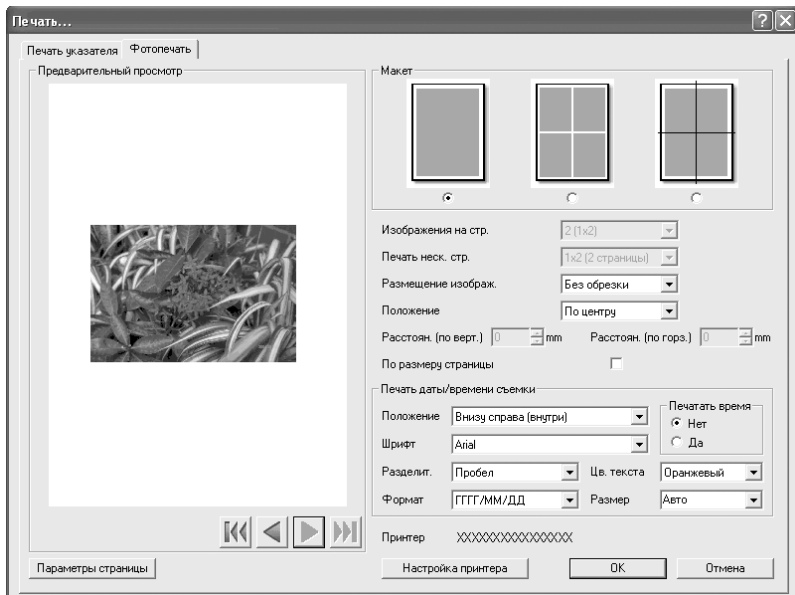 Печать...
Печать указателя Фотопечать
Предварительный просмотр
Макет
Изображения на стр. 2 (1x2)
Печать неск. стр. 1x2 (2 страницы)
Размещение изображ. Без обрезки
Положение По центру
Расстоян. (по верт.) 0 mm Расстоян. (по горз.) 0 mm
По размеру страницы
Печать даты/времени съемки
Положение Внизу справа (внутри)
Печатать время
Нет
Да
Шрифт Arial
Разделит. Пробел Цв. текста Оранжевый
Формат ГГГГ/ММ/ДД Размер Авто
Принтер XXXXXXXXXXXXXXXX
Параметры страницы Настройка принтера OK Отмена